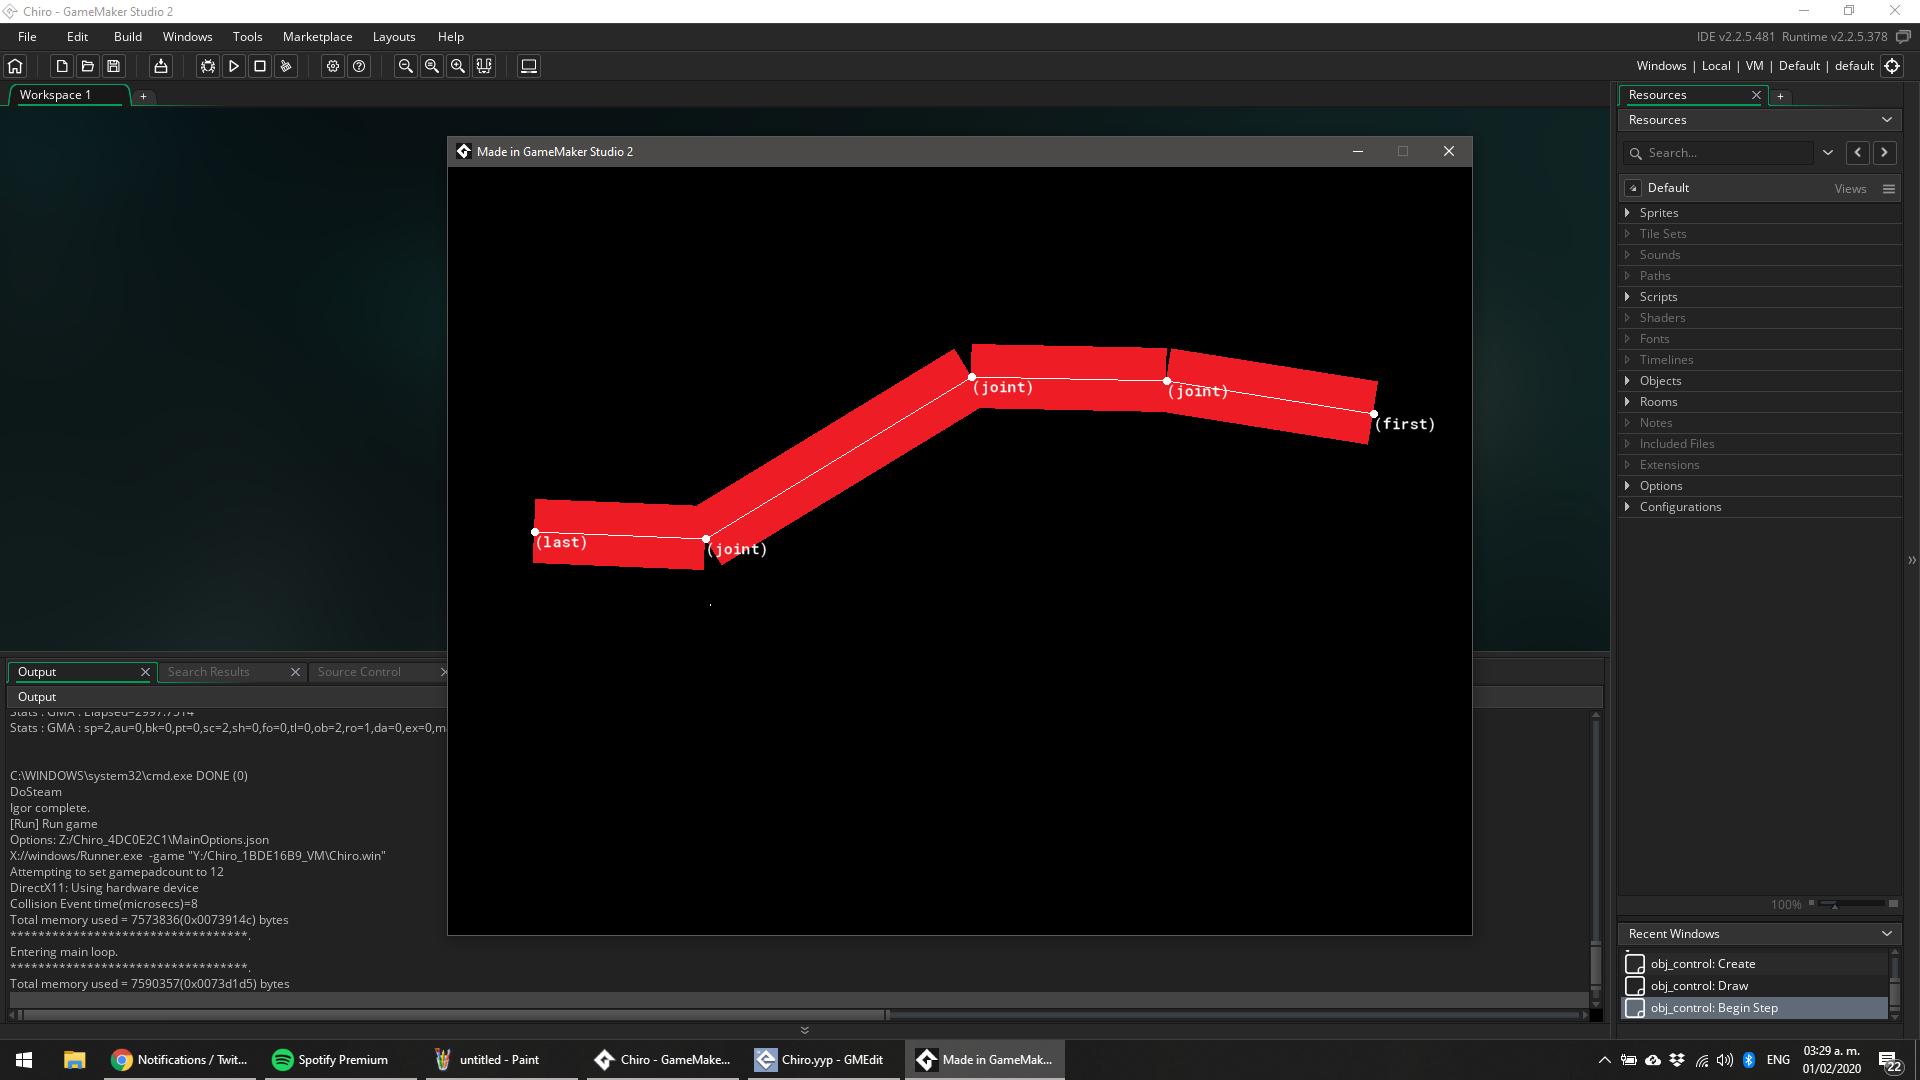 Chiro - GameMaker Studio 2
File Edit Build Windows Tools Marketplace Layouts Help
IDE v2.2.5.481 Runtime v2.2.5.378
Windows | Local | VM | Default | default
Workspace 1
+
Resources
+
Resources
Search...
Default Views
Sprites
Tile Sets
Sounds
Paths
Scripts
Shaders
Fonts
Timelines
Objects
Rooms
Notes
Included Files
Extensions
Options
Configurations
100%
Recent Windows
obj_control: Create
obj_control: Draw
obj_control: Begin Step
Made in GameMaker Studio 2
(joint)
(joint)
(first)
(last)
(joint)
Output Search Results Source Control
Output
Stats : GMA : Elapsed=2997.7514
Stats : GMA : sp=2,au=0,bk=0,pt=0,sc=2,sh=0,fo=0,tl=0,ob=2,ro=1,da=0,ex=0,m
C:\WINDOWS\system32\cmd.exe DONE (0)
DoSteam
Igor complete.
[Run] Run game
Options: Z:/Chiro_4DC0E2C1\MainOptions.json
X://windows/Runner.exe -game "Y:/Chiro_1BDE16B9_VM\Chiro.win"
Attempting to set gamepadcount to 12
DirectX11: Using hardware device
Collision Event time(microsecs)=8
Total memory used = 7573836(0x0073914c) bytes
**********************************.
Entering main loop.
**********************************.
Total memory used = 7590357(0x0073d1d5) bytes
Notifications / Twit...
Spotify Premium
untitled - Paint
Chiro - GameMake...
Chiro.yyp - GMEdit
Made in GameMak...
ENG
03:29 a. m.
01/02/2020
22